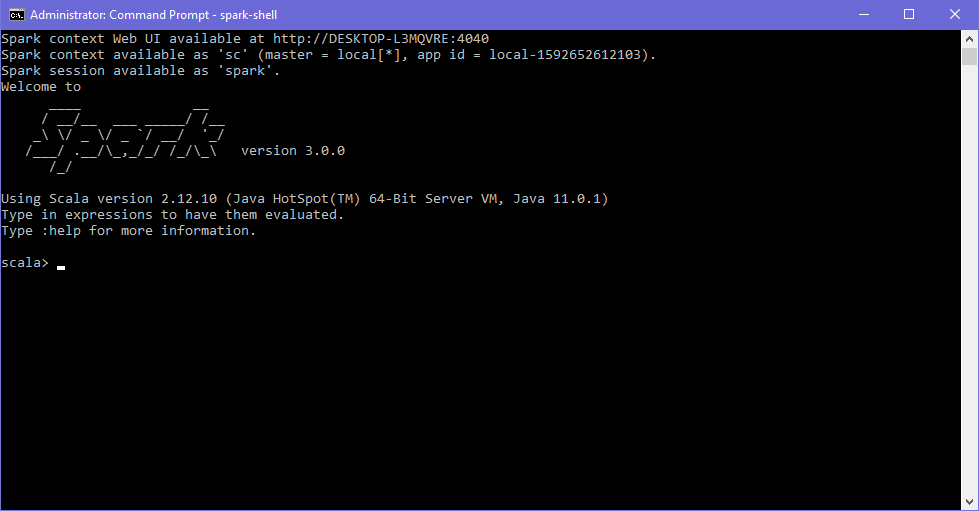 Administrator: Command Prompt - spark-shell
Spark context Web UI available at http://DESKTOP-L3MQVRE:4040
Spark context available as 'sc' (master = local[*], app id = local-1592652612103).
Spark session available as 'spark'.
Welcome to
      ____              __
     / __/__  ___ _____/ /__
    _\ \/ _ \/ _ `/ __/  '_/
   /___/ .__/\_,_/_/ /_/\_\   version 3.0.0
      /_/
Using Scala version 2.12.10 (Java HotSpot(TM) 64-Bit Server VM, Java 11.0.1)
Type in expressions to have them evaluated.
Type :help for more information.
scala> _